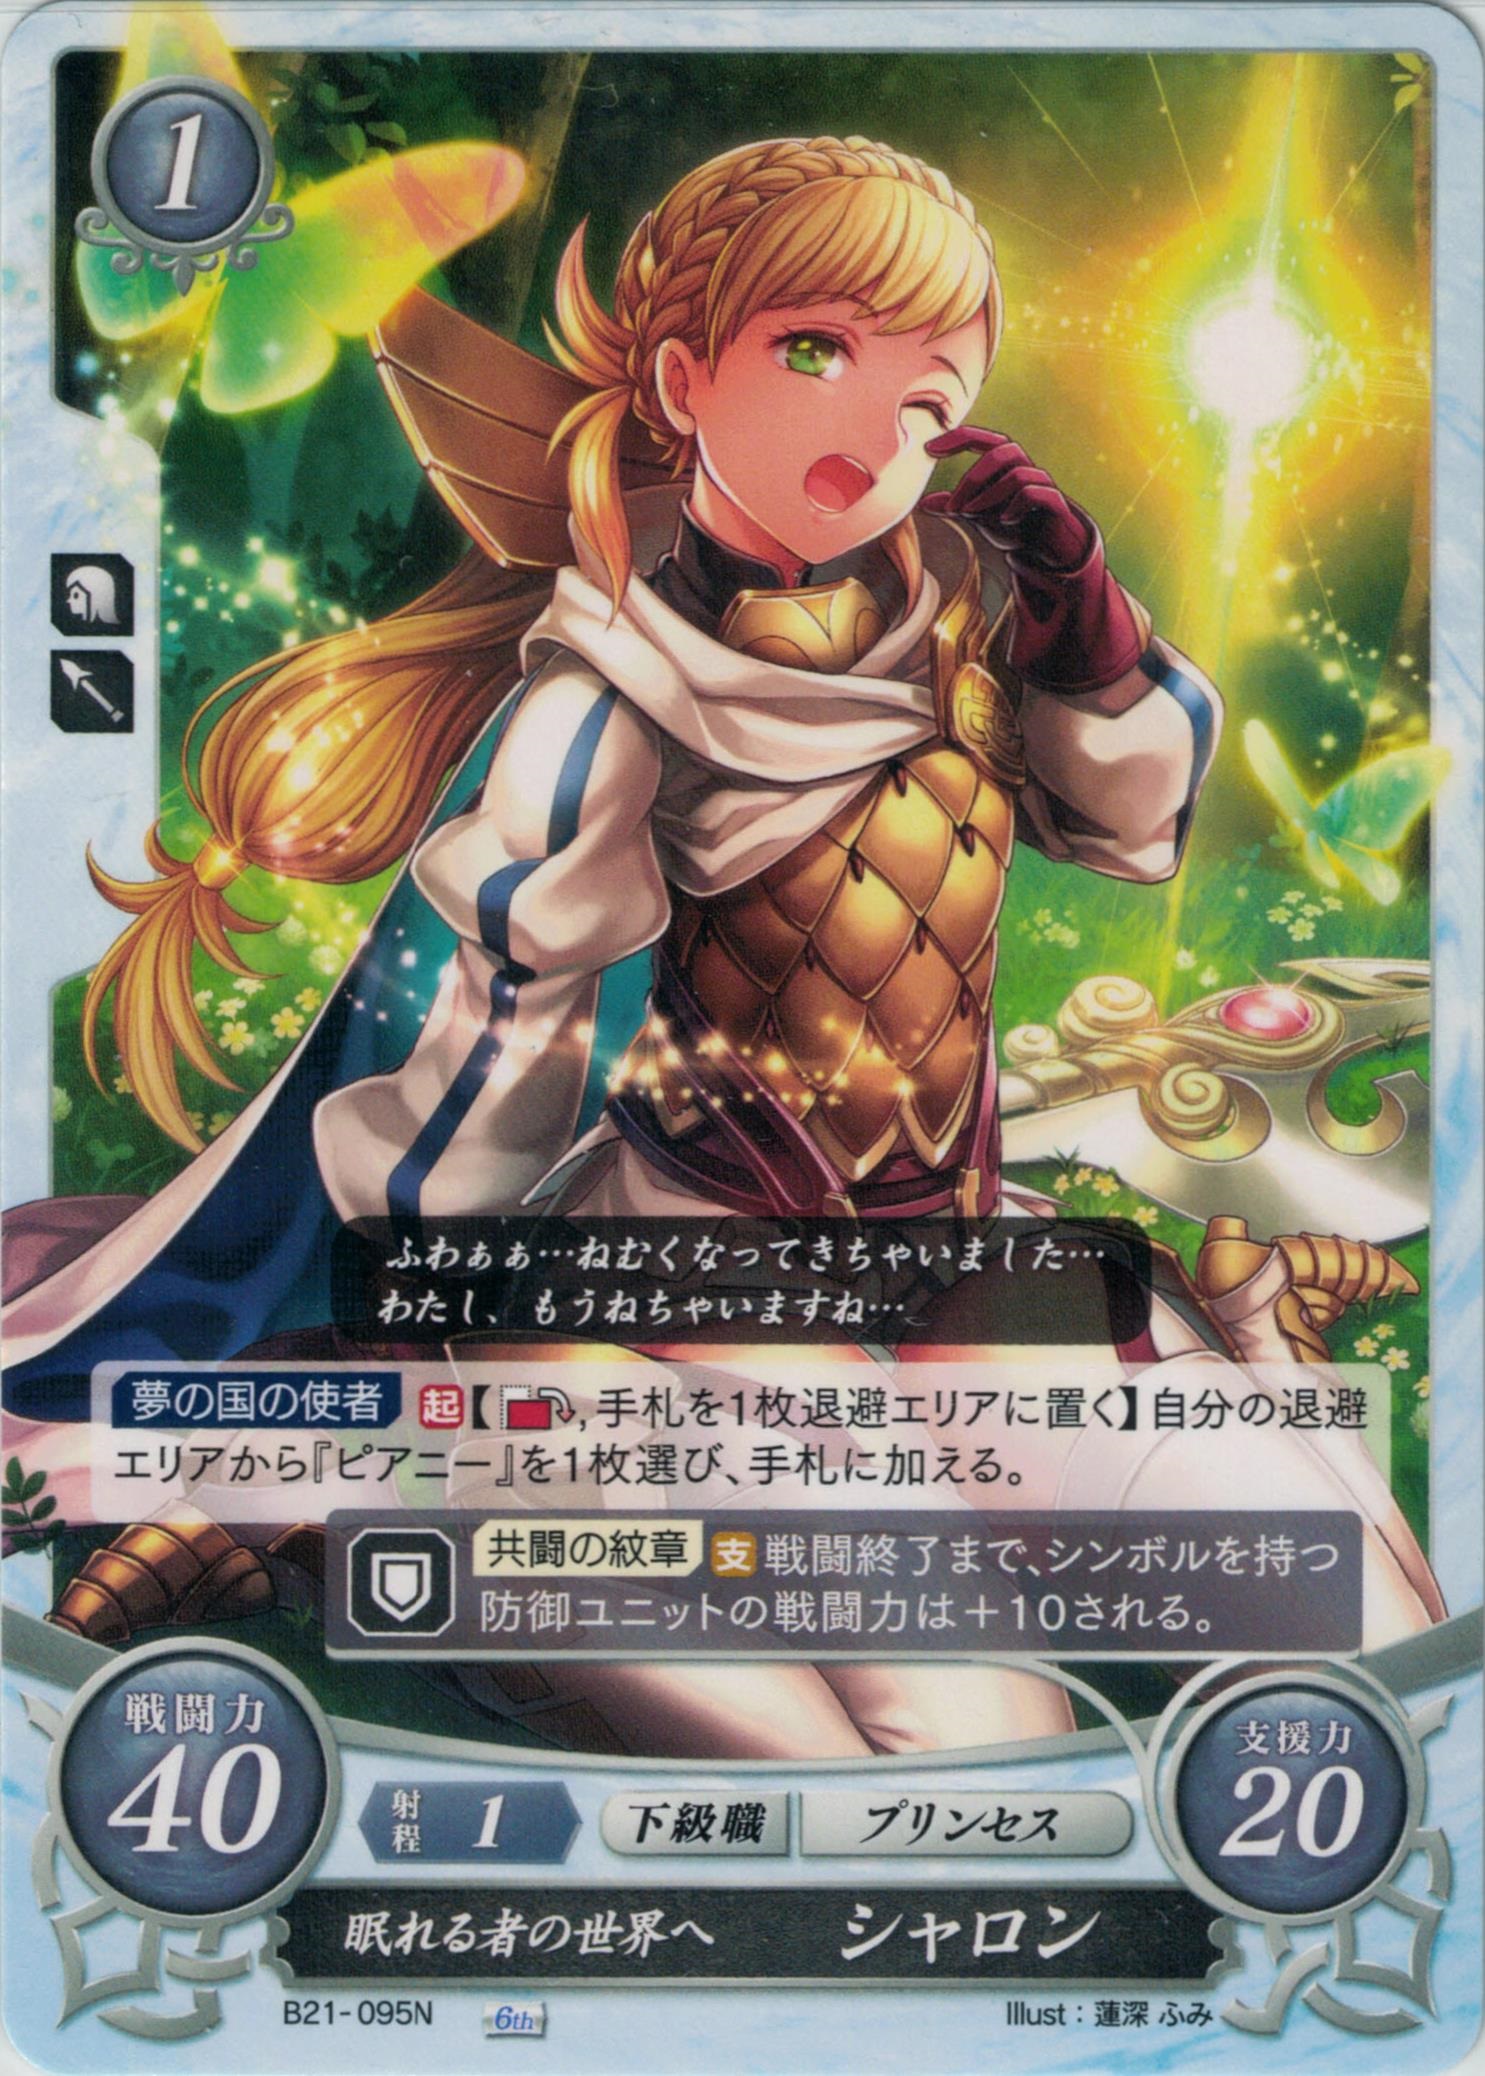 1
ふわぁぁ…ねむくなってきちゃいました…
わたし、もうねちゃいますね…
夢の国の使者 起【 ,手札を1枚退避エリアに置く】自分の退避
エリアから『ピアニー』を1枚選び、手札に加える。
共闘の紋章 支 戦闘終了まで、シンボルを持つ
防御ユニットの戦闘力は+10される。
戦闘力
40
射程 1
下級職 プリンセス
支援力
20
眠れる者の世界へ シャロン
B21-095N 6th Illust:蓮深 ふみ